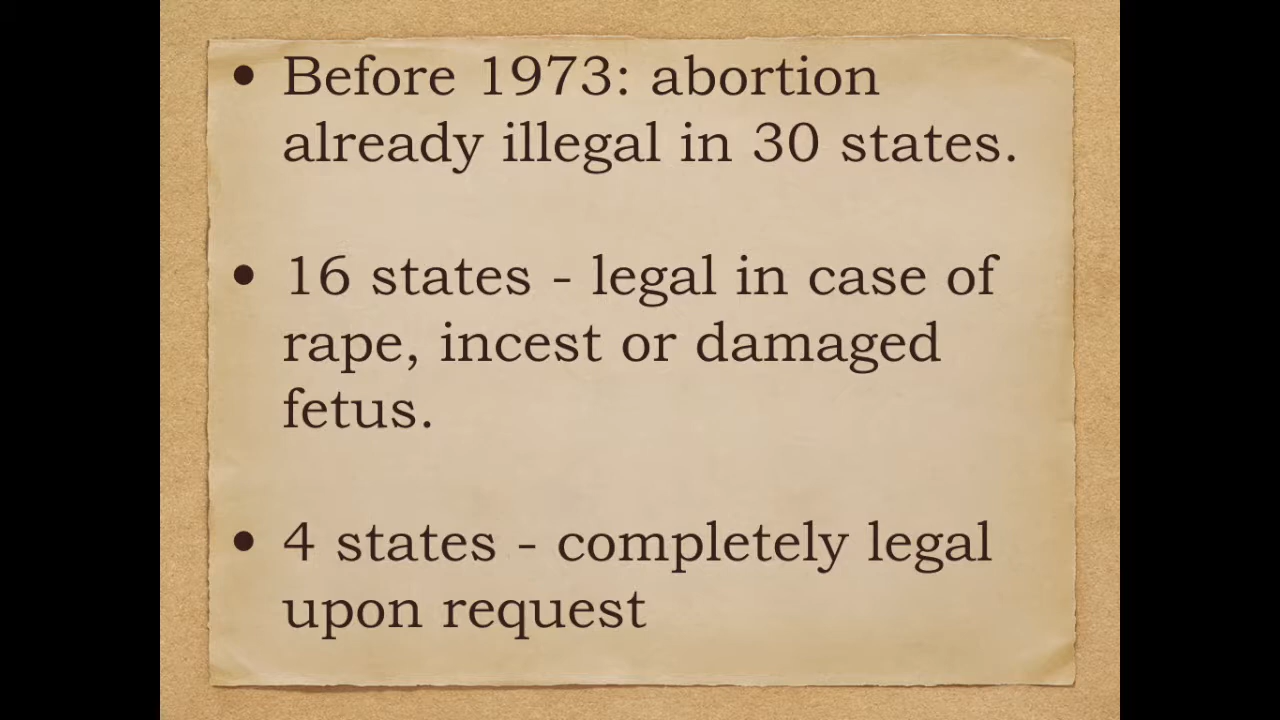 • Before 1973: abortion
already illegal in 30 states.
• 16 states - legal in case of
rape, incest or damaged
fetus.
• 4 states - completely legal
upon request